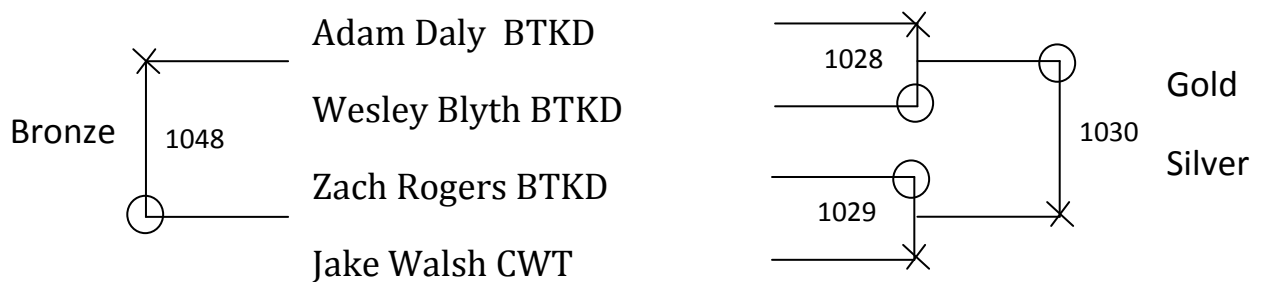 Adam Daly BTKD
1028
Gold
Wesley Blyth BTKD
Bronze
1048
1030
Silver
Zach Rogers BTKD
1029
Jake Walsh CWT